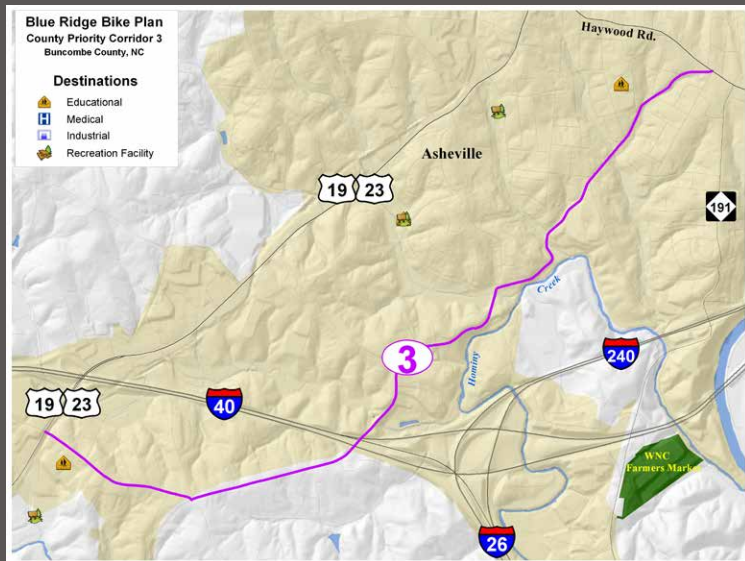 Blue Ridge Bike Plan
County Priority Corridor 3
Buncombe County, NC
Destinations
Educational
H Medical
Industrial
Recreation Facility
Haywood Rd.
Asheville
19 23
191
Creek
Hominy
3
240
19 23
40
WNC
Farmers Market
26